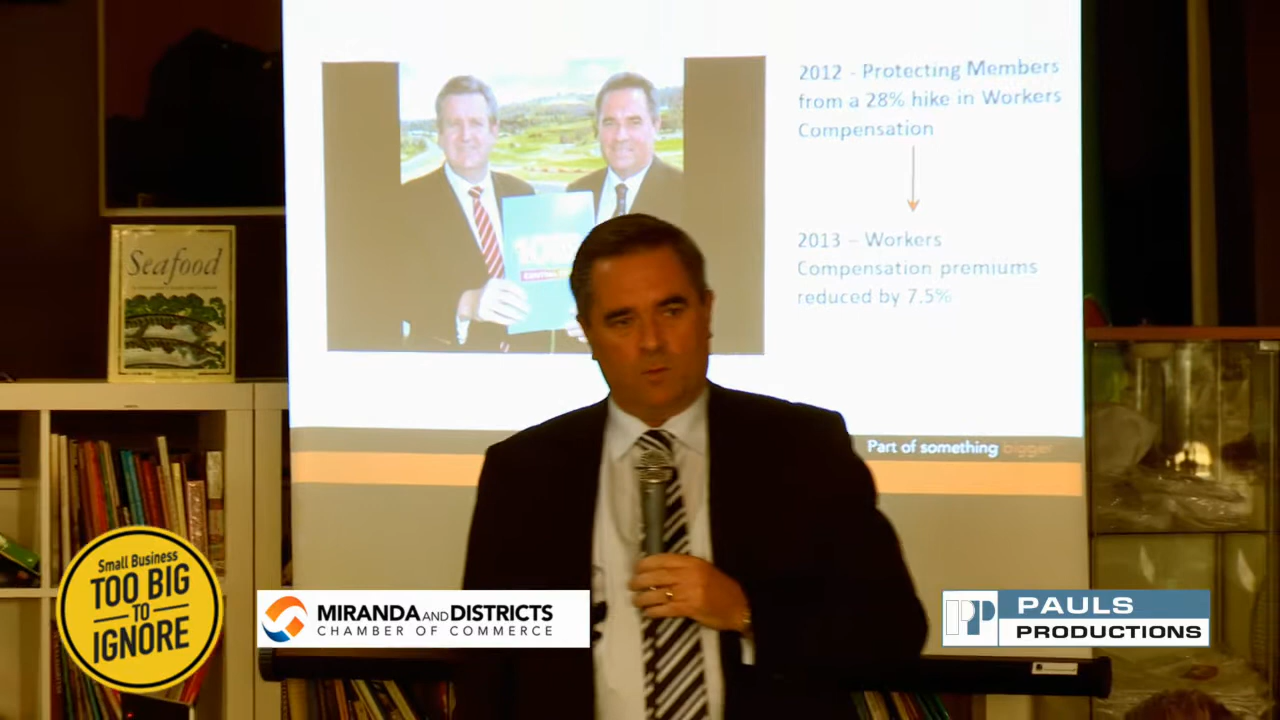 2012 - Protecting Members
from a 28% hike in Workers
Compensation
2013 – Workers
Compensation premiums
reduced by 7.5%
Part of something bigger
Seafood
Small Business
TOO BIG
TO
IGNORE
MIRANDA AND DISTRICTS
CHAMBER OF COMMERCE
PP
PAULS
PRODUCTIONS